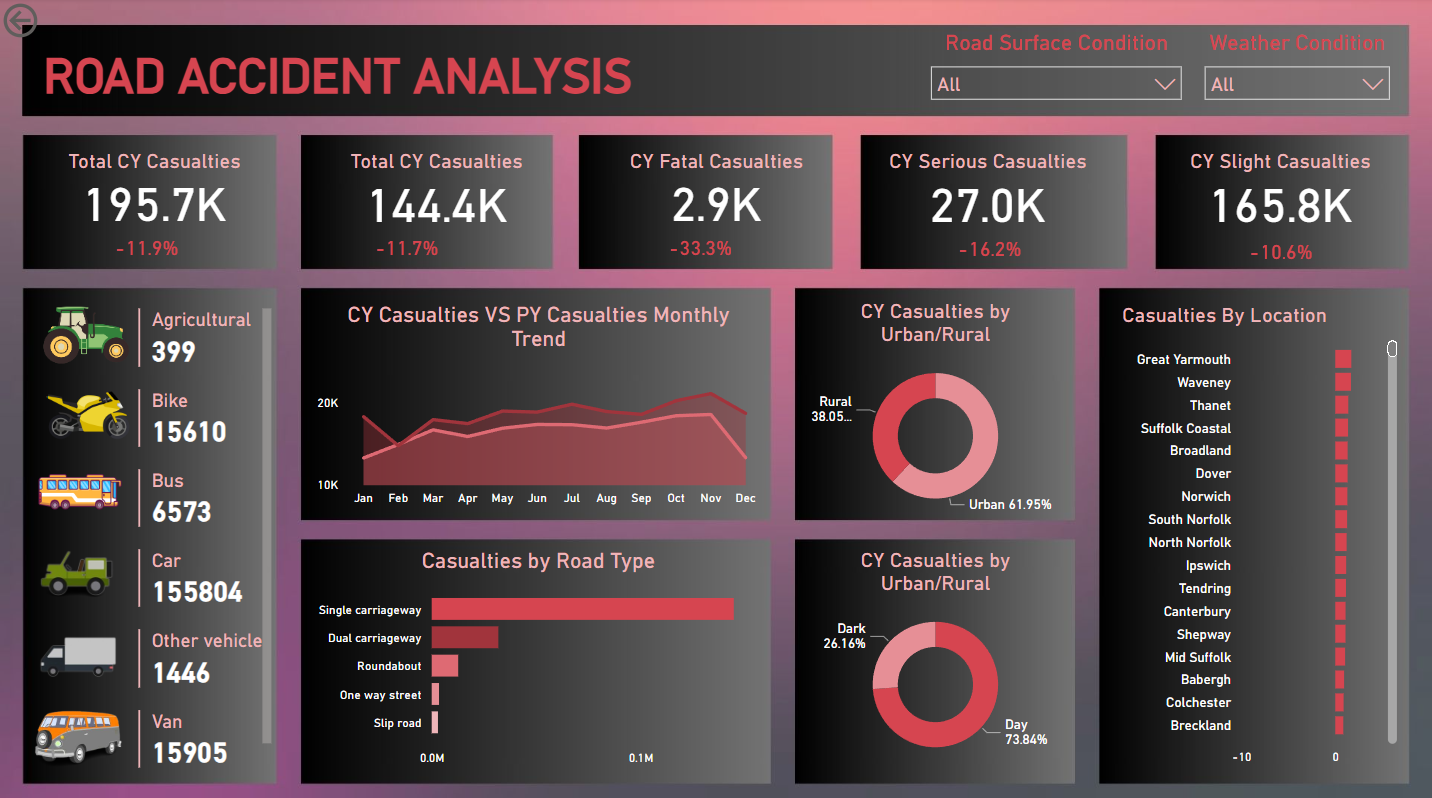 ROAD ACCIDENT ANALYSIS
Road Surface Condition
All
Weather Condition
All
Total CY Casualties
195.7K
-11.9%
Total CY Casualties
144.4K
-11.7%
CY Fatal Casualties
2.9K
-33.3%
CY Serious Casualties
27.0K
-16.2%
CY Slight Casualties
165.8K
-10.6%
Agricultural
399
Bike
15610
Bus
6573
Car
155804
Other vehicle
1446
Van
15905
CY Casualties VS PY Casualties Monthly
Trend
20K
10K
Jan Feb Mar Apr May Jun Jul Aug Sep Oct Nov Dec
Casualties by Road Type
Single carriageway
Dual carriageway
Roundabout
One way street
Slip road
0.0M 0.1M
CY Casualties by
Urban/Rural
Rural
38.05...
Urban 61.95%
CY Casualties by
Urban/Rural
Dark
26.16%
Day
73.84%
Casualties By Location
Great Yarmouth
Waveney
Thanet
Suffolk Coastal
Broadland
Dover
Norwich
South Norfolk
North Norfolk
Ipswich
Tendring
Canterbury
Shepway
Mid Suffolk
Babergh
Colchester
Breckland
-10 0